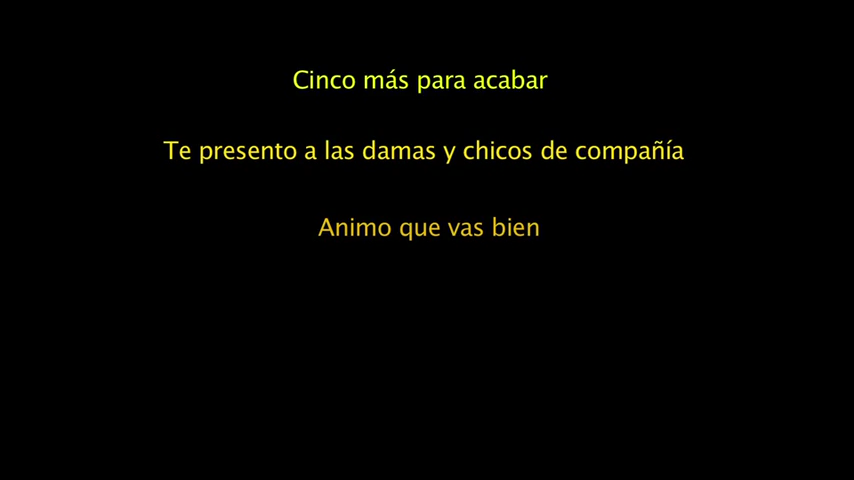 Cinco más para acabar
Te presento a las damas y chicos de compañía
Animo que vas bien